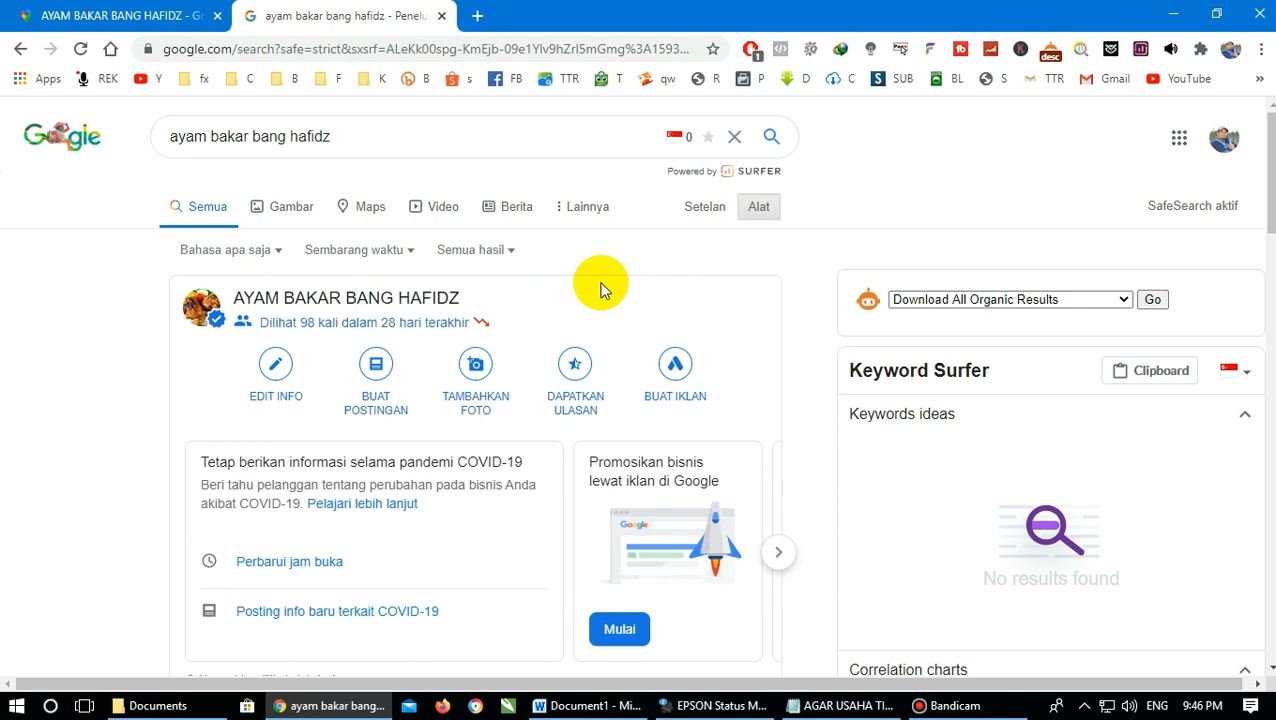 AYAM BAKAR BANG HAFIDZ - Go
ayam bakar bang hafidz - Penelu
google.com/search?safe=strict&sxsrf=ALeKk00spg-KmEjb-09e1Ylv9hZrI5mGmg%3A1593...
1
desc
Apps REK Y fx C B F K B s FB TTR T qw S P D C SUB BL S TTR Gmail YouTube »
Google
ayam bakar bang hafidz
0
Powered by SURFER
Semua Gambar Maps Video Berita Lainnya Setelan Alat
SafeSearch aktif
Bahasa apa saja Sembarang waktu Semua hasil
AYAM BAKAR BANG HAFIDZ
Dilihat 98 kali dalam 28 hari terakhir
EDIT INFO
BUAT
POSTINGAN
TAMBAHKAN
FOTO
DAPATKAN
ULASAN
BUAT IKLAN
Tetap berikan informasi selama pandemi COVID-19
Beri tahu pelanggan tentang perubahan pada bisnis Anda
akibat COVID-19. Pelajari lebih lanjut
Perbarui jam buka
Posting info baru terkait COVID-19
Promosikan bisnis
lewat iklan di Google
Google
Mulai
Download All Organic Results Go
Keyword Surfer Clipboard
Keywords ideas
No results found
Correlation charts
Documents ayam bakar bang... Document1 - Mi... EPSON Status M... AGAR USAHA TI... Bandicam ENG 9:46 PM